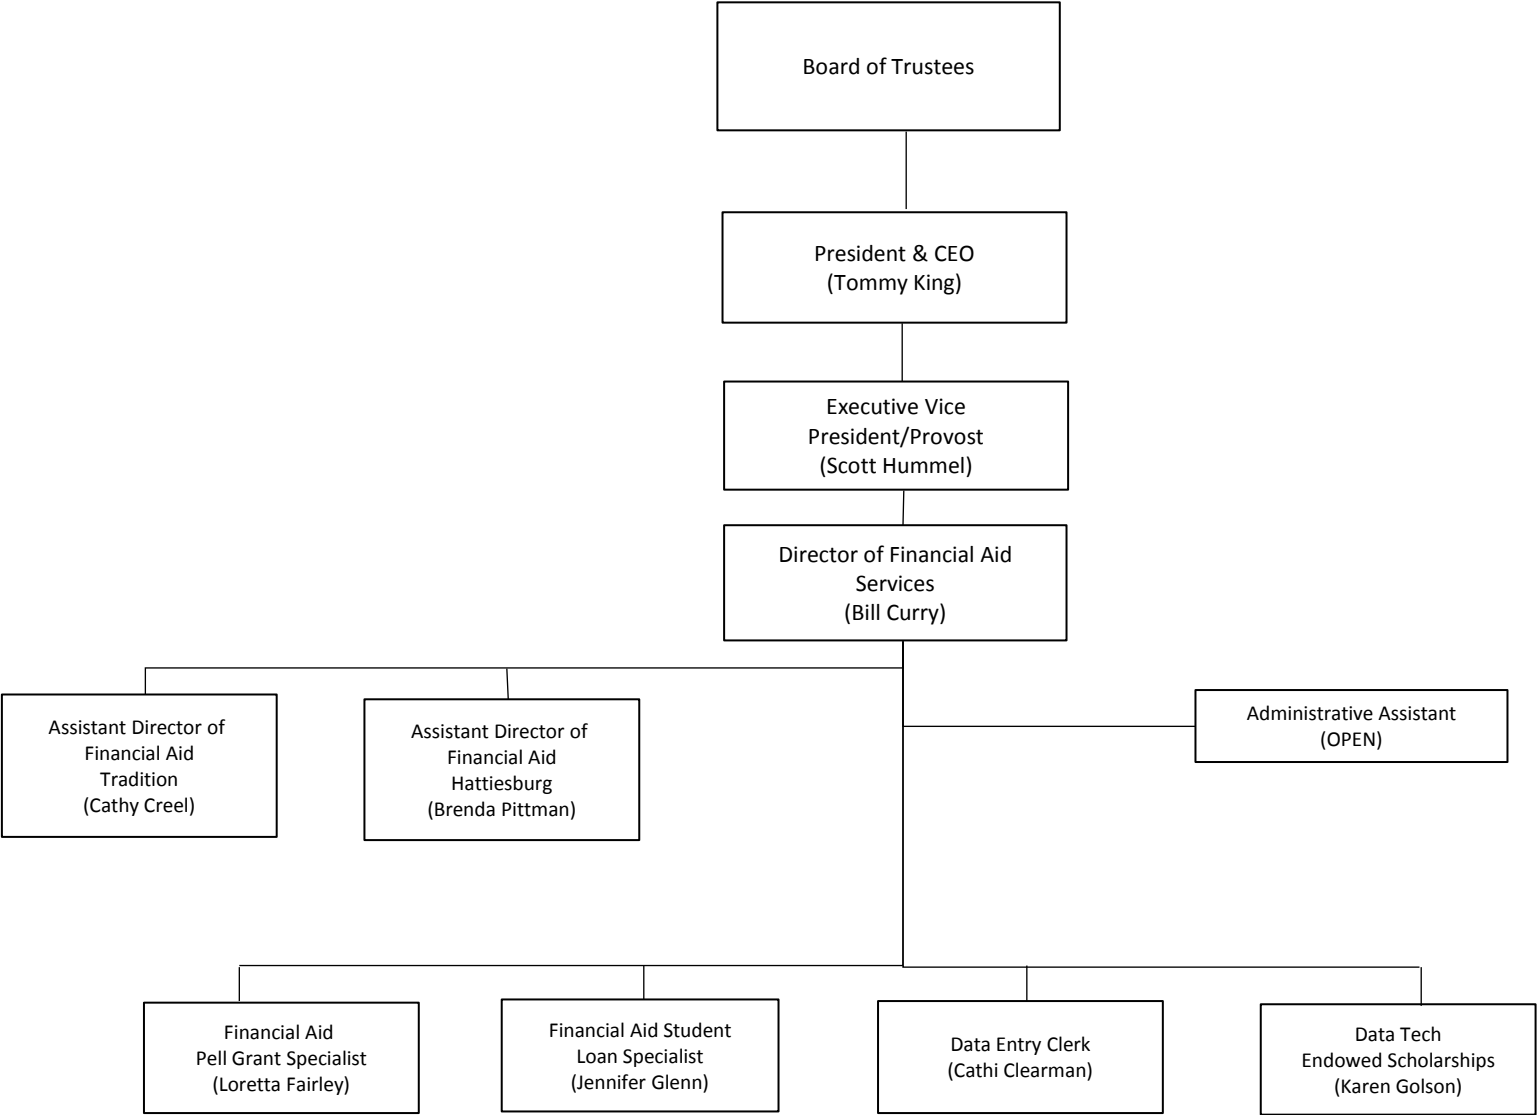 Board of Trustees
President & CEO
(Tommy King)
Executive Vice
President/Provost
(Scott Hummel)
Director of Financial Aid
Services
(Bill Curry)
Assistant Director of
Financial Aid
Tradition
(Cathy Creel)
Assistant Director of
Financial Aid
Hattiesburg
(Brenda Pittman)
Administrative Assistant
(OPEN)
Financial Aid
Pell Grant Specialist
(Loretta Fairley)
Financial Aid Student
Loan Specialist
(Jennifer Glenn)
Data Entry Clerk
(Cathi Clearman)
Data Tech
Endowed Scholarships
(Karen Golson)